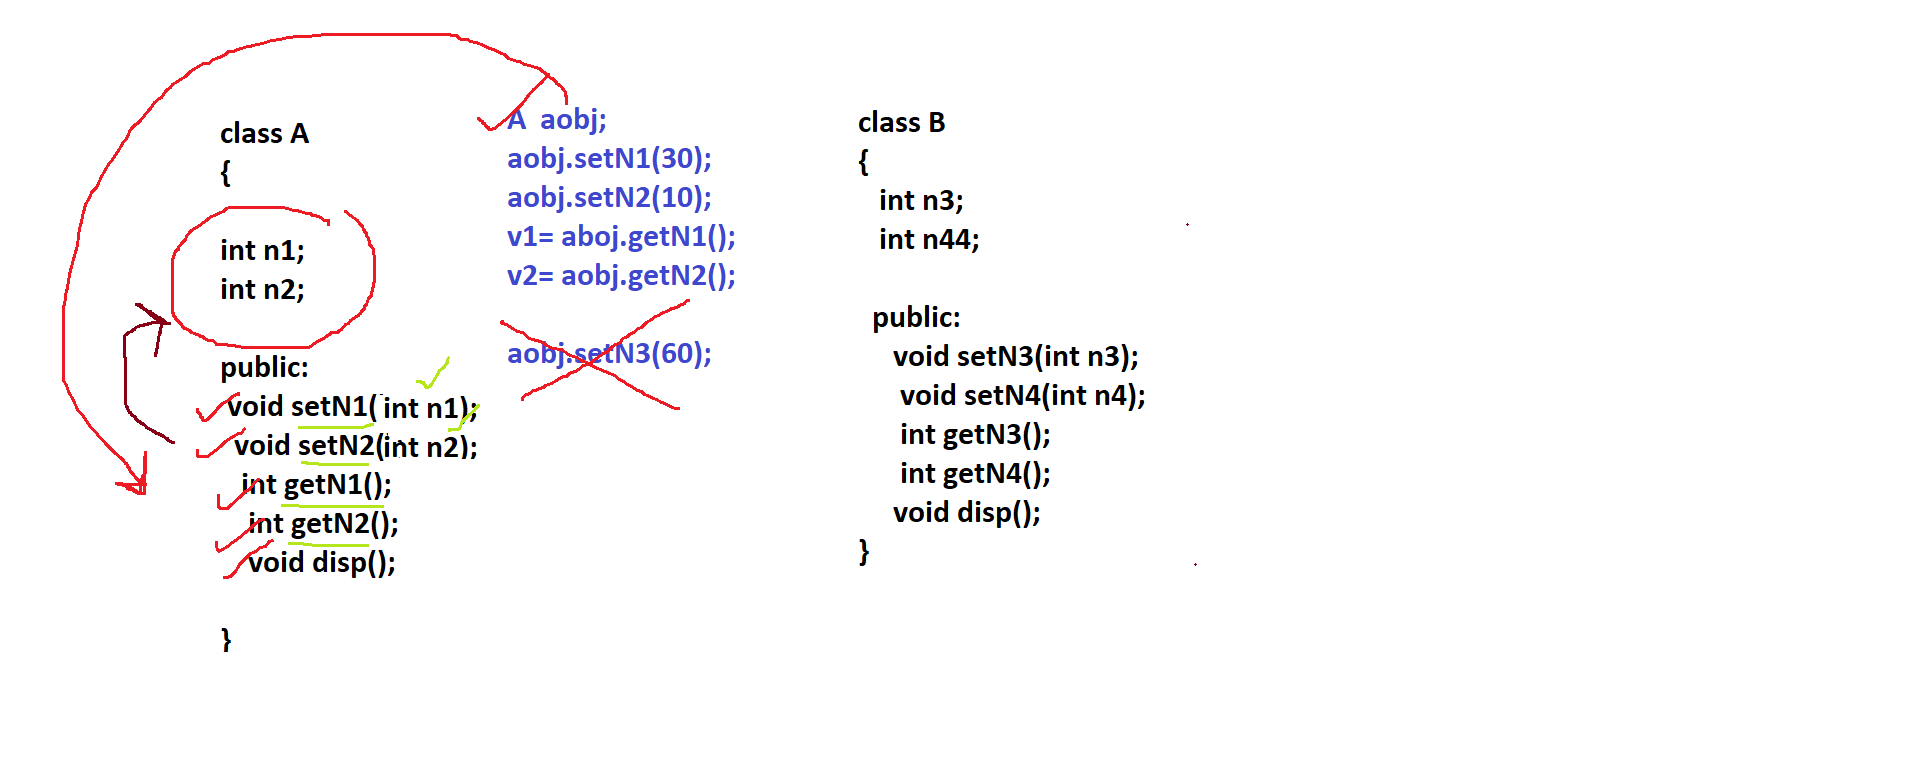 class A
{
int n1;
int n2;
public:
void setN1(int n1);
void setN2(int n2);
int getN1();
int getN2();
void disp();
}
A aobj;
aobj.setN1(30);
aobj.setN2(10);
v1= aboj.getN1();
v2= aobj.getN2();
aobj.setN3(60);
class B
{
int n3;
int n44;
public:
void setN3(int n3);
void setN4(int n4);
int getN3();
int getN4();
void disp();
}